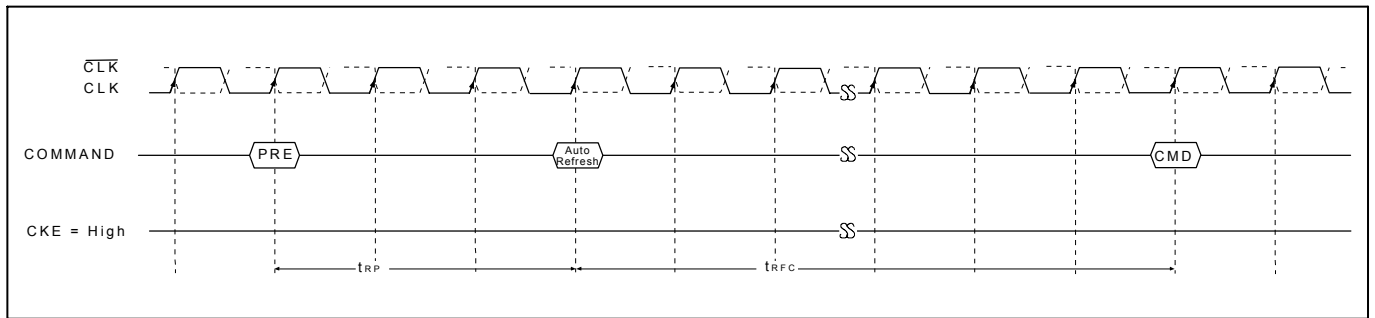 CLK
CLK
COMMAND
PRE
Auto
Refresh
CMD
CKE = High
tRP
tRFC